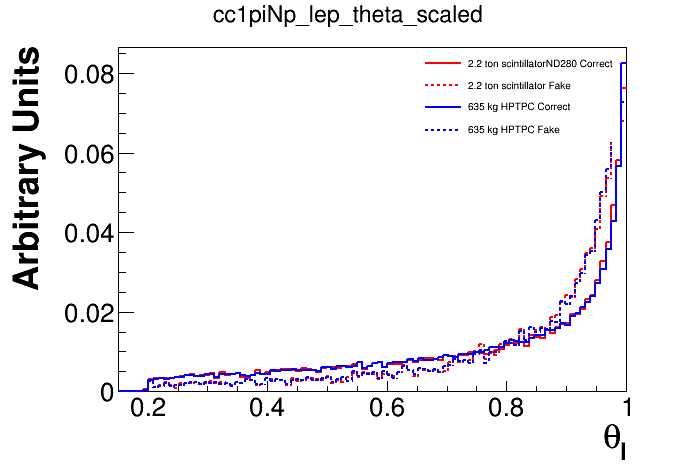 cc1piNp_lep_theta_scaled
Arbitrary Units
0.08
0.06
0.04
0.02
0
2.2 ton scintillatorND280 Correct
2.2 ton scintillator Fake
635 kg HPTPC Correct
635 kg HPTPC Fake
0.2 0.4 0.6 0.8 1
θl